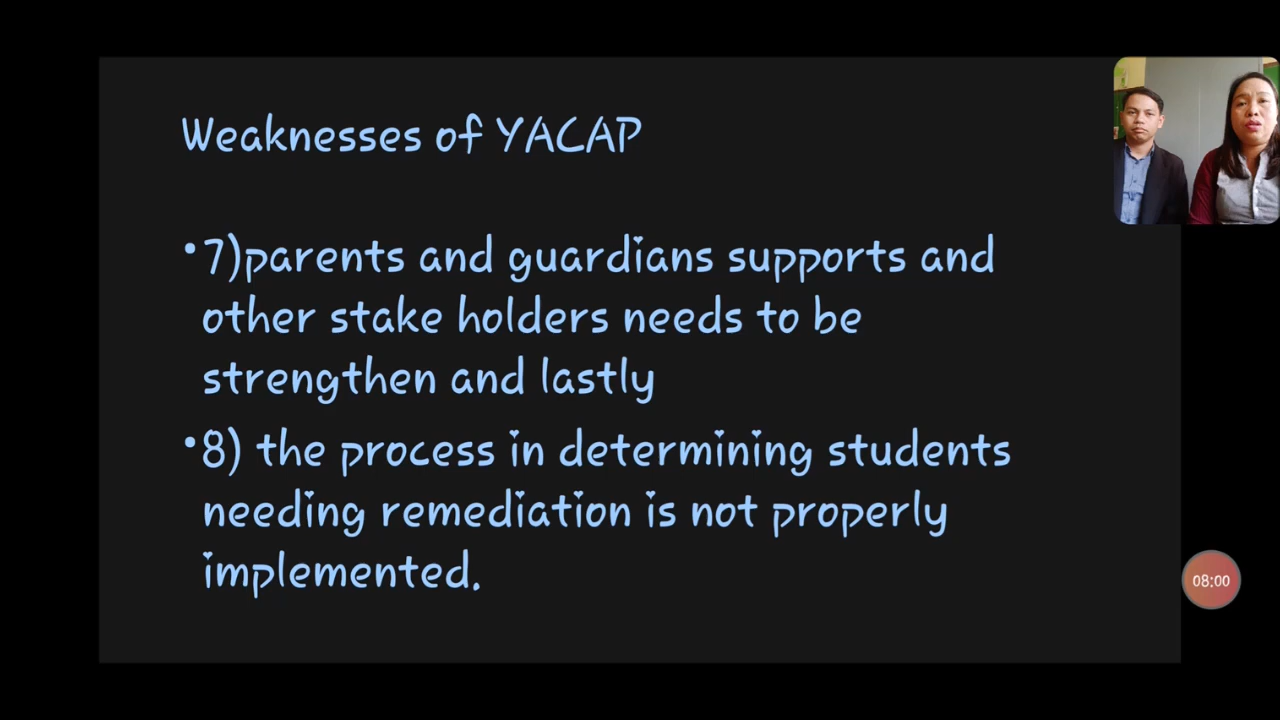 Weaknesses of YACAP
•7)parents and guardians supports and
other stake holders needs to be
strengthen and lastly
•8) the process in determining students
needing remediation is not properly
implemented.
08:00